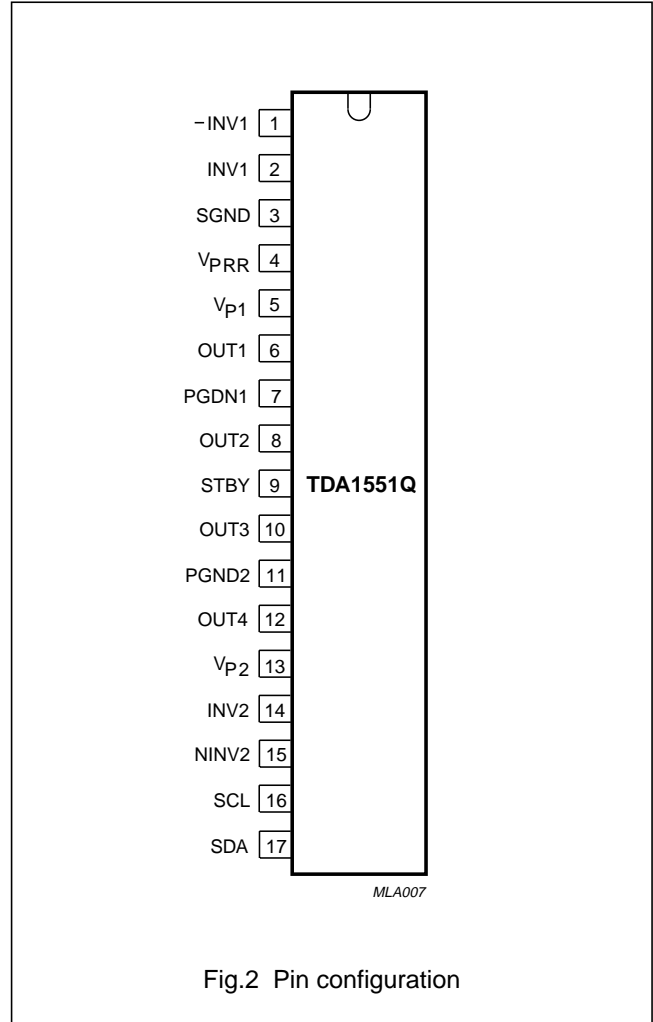 −INV1 1
INV1 2
SGND 3
VPRR 4
VP1 5
OUT1 6
PGDN1 7
OUT2 8
STBY 9 TDA1551Q
OUT3 10
PGND2 11
OUT4 12
VP2 13
INV2 14
NINV2 15
SCL 16
SDA 17
MLA007
Fig.2 Pin configuration